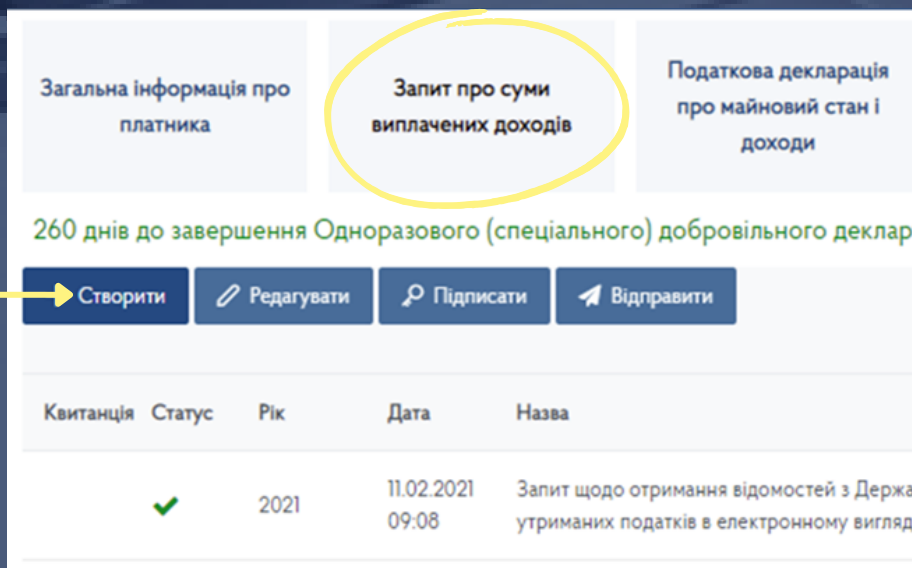 Загальна інформація про
платника
Запит про суми
виплачених доходів
Податкова декларація
про майновий стан і
доходи
260 днів до завершення Одноразового (спеціального) добровільного деклар
Створити Редагувати Підписати Відправити
Квитанція Статус Рік Дата Назва
2021 11.02.2021 Запит щодо отримання відомостей з Держа
09:08 утриманих податків в електронному вигляд